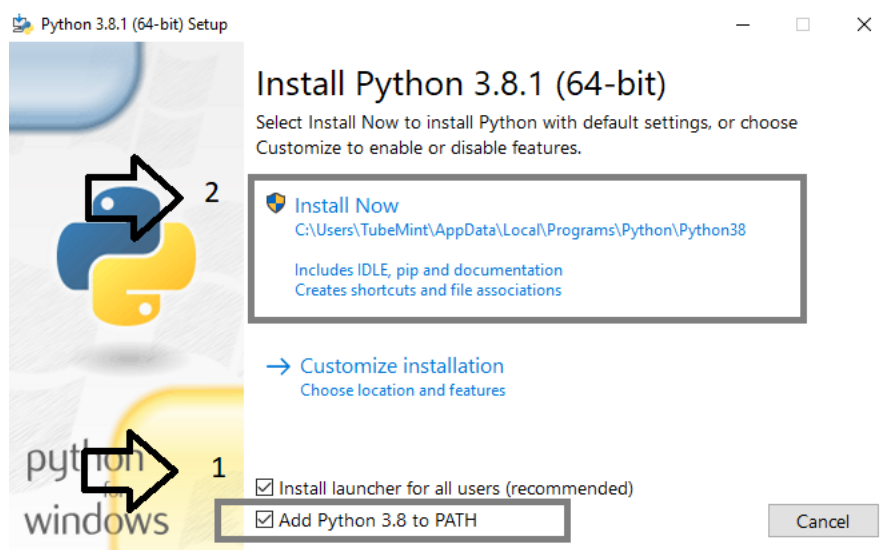 Python 3.8.1 (64-bit) Setup
Install Python 3.8.1 (64-bit)
Select Install Now to install Python with default settings, or choose
Customize to enable or disable features.
2
Install Now
C:\Users\TubeMint\AppData\Local\Programs\Python\Python38
Includes IDLE, pip and documentation
Creates shortcuts and file associations
Customize installation
Choose location and features
python
for
windows
1
Install launcher for all users (recommended)
Add Python 3.8 to PATH
Cancel